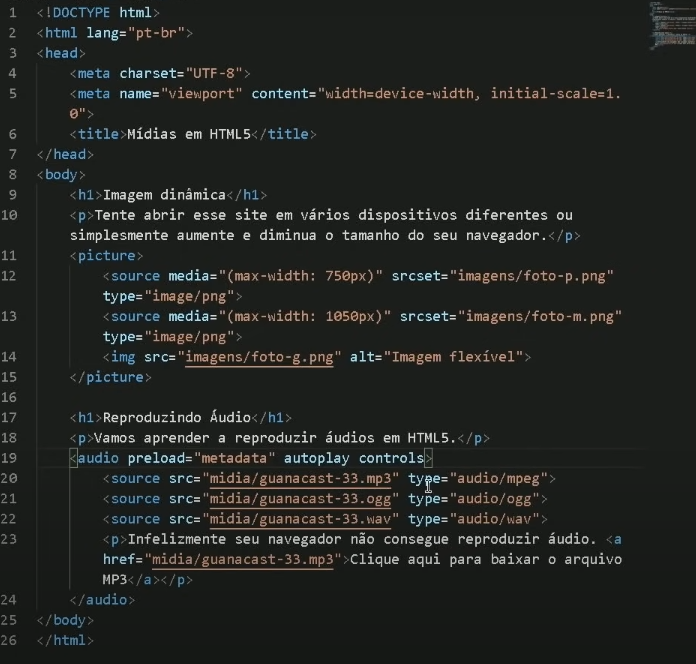 1 <!DOCTYPE html>
2 <html lang="pt-br">
3 <head>
4 <meta charset="UTF-8">
5 <meta name="viewport" content="width=device-width, initial-scale=1.
0">
6 <title>Mídias em HTML5</title>
7 </head>
8 <body>
9 <h1>Imagem dinâmica</h1>
10 <p>Tente abrir esse site em vários dispositivos diferentes ou
simplesmente aumente e diminua o tamanho do seu navegador.</p>
11 <picture>
12 <source media="(max-width: 750px)" srcset="imagens/foto-p.png"
type="image/png">
13 <source media="(max-width: 1050px)" srcset="imagens/foto-m.png"
type="image/png">
14 <img src="imagens/foto-g.png" alt="Imagem flexível">
15 </picture>
16
17 <h1>Reproduzindo Áudio</h1>
18 <p>Vamos aprender a reproduzir áudios em HTML5.</p>
19 <audio preload="metadata" autoplay controls>
20 <source src="midia/guanacast-33.mp3" type="audio/mpeg">
21 <source src="midia/guanacast-33.ogg" type="audio/ogg">
22 <source src="midia/guanacast-33.wav" type="audio/wav">
23 <p>Infelizmente seu navegador não consegue reproduzir áudio. <a
href="midia/guanacast-33.mp3">Clique aqui para baixar o arquivo
MP3</a></p>
24 </audio>
25 </body>
26 </html>